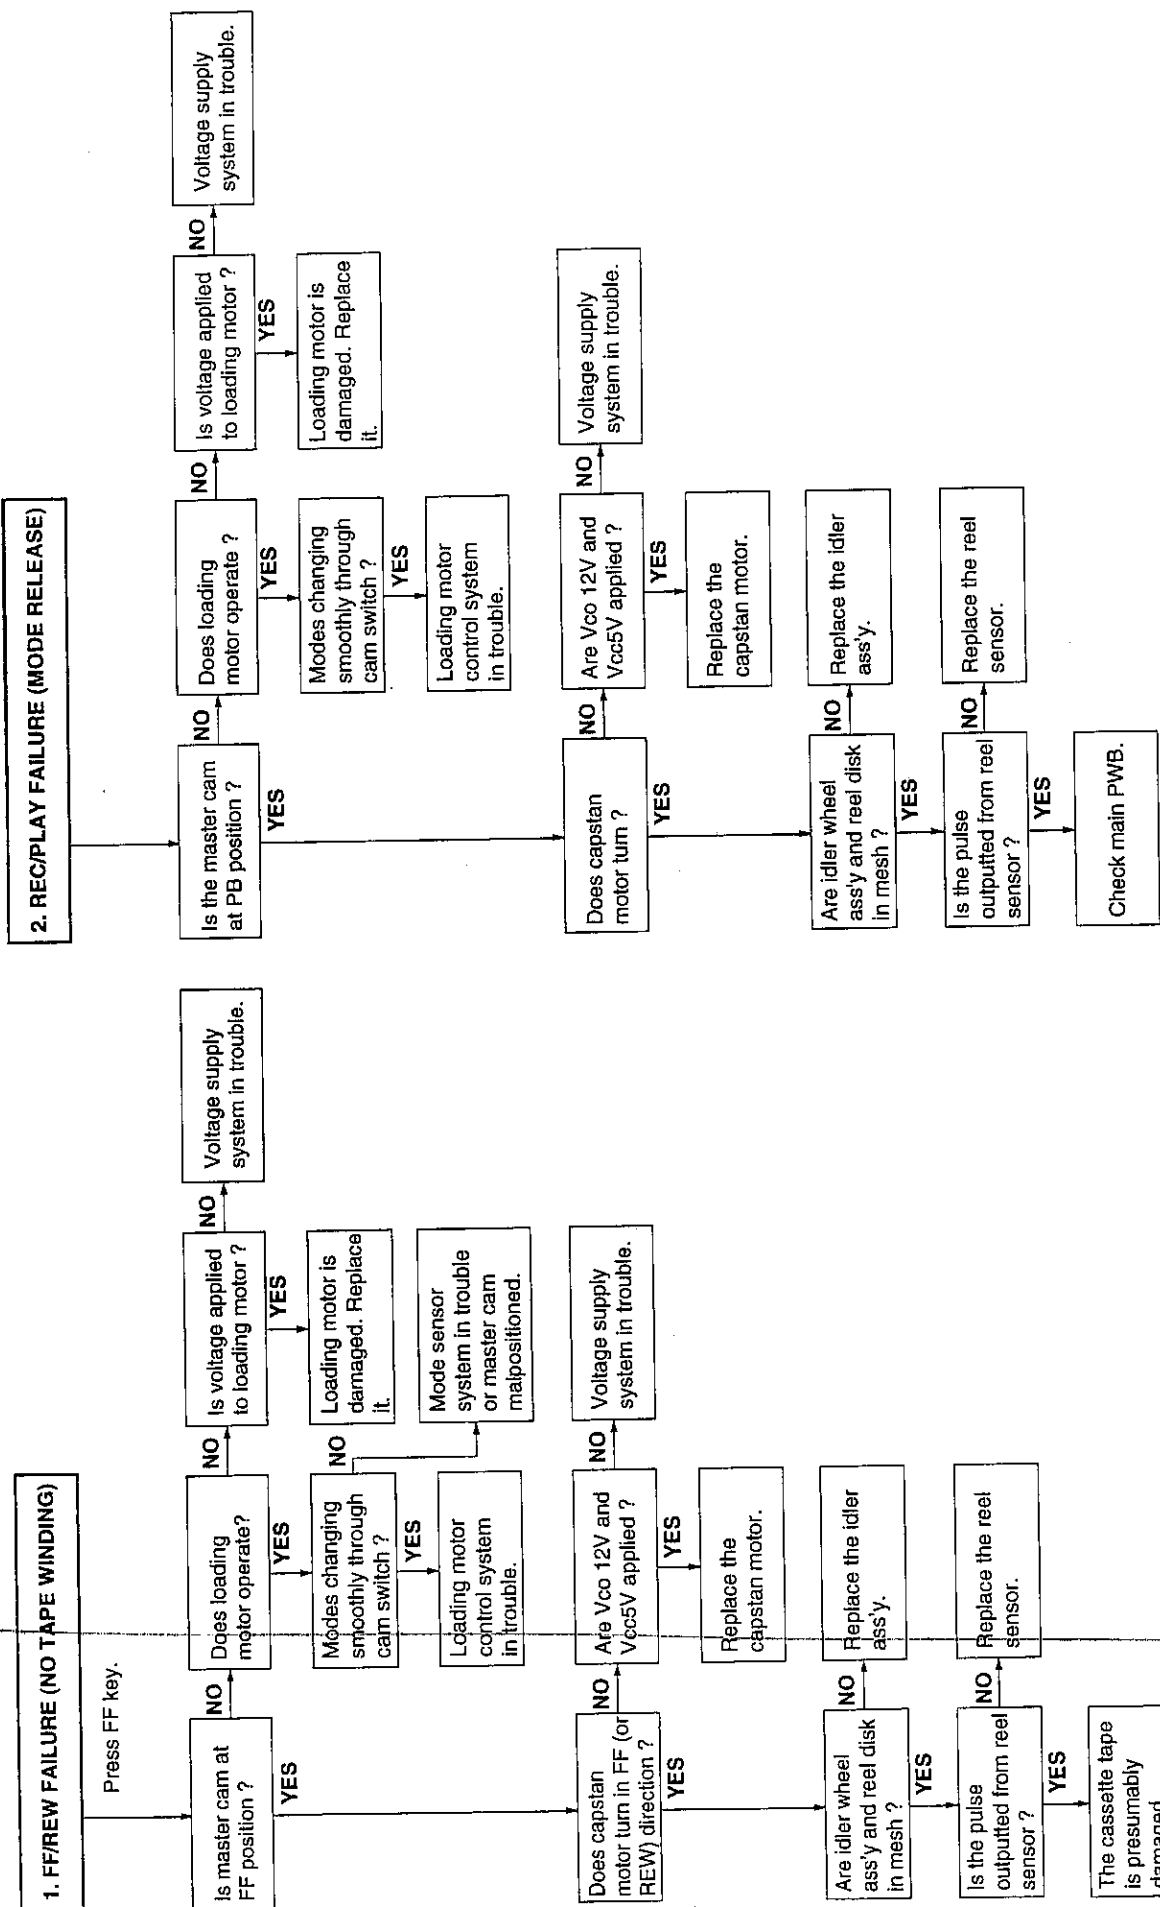 1. FF/REW FAILURE (NO TAPE WINDING)
Press FF key.
Is master cam at
FF position ?
NO
Does loading
motor operate?
NO
Is voltage applied
to loading motor ?
NO
Voltage supply
system in trouble.
YES
Loading motor is
damaged. Replace
it.
YES
Modes changing
smoothly through
cam switch ?
NO
Mode sensor
system in trouble
or master cam
malpositioned.
YES
Loading motor
control system
in trouble.
YES
Does capstan
motor turn in FF (or
REW) direction ?
NO
Are Vco 12V and
Vcc5V applied ?
NO
Voltage supply
system in trouble.
YES
Replace the
capstan motor.
YES
Are idler wheel
ass'y and reel disk
in mesh ?
NO
Replace the idler
ass'y.
YES
Is the pulse
outputted from reel
sensor ?
NO
Replace the reel
sensor.
YES
The cassette tape
is presumably
damaged
2. REC/PLAY FAILURE (MODE RELEASE)
Is the master cam
at PB position ?
NO
Does loading
motor operate ?
NO
Is voltage applied
to loading motor ?
NO
Voltage supply
system in trouble.
YES
Loading motor is
damaged. Replace
it.
YES
Modes changing
smoothly through
cam switch ?
YES
Loading motor
control system
in trouble.
YES
Does capstan
motor turn ?
NO
Are Vco 12V and
Vcc5V applied ?
NO
Voltage supply
system in trouble.
YES
Replace the
capstan motor.
YES
Are idler wheel
ass'y and reel disk
in mesh ?
NO
Replace the idler
ass'y.
YES
Is the pulse
outputted from reel
sensor ?
NO
Replace the reel
sensor.
YES
Check main PWB.